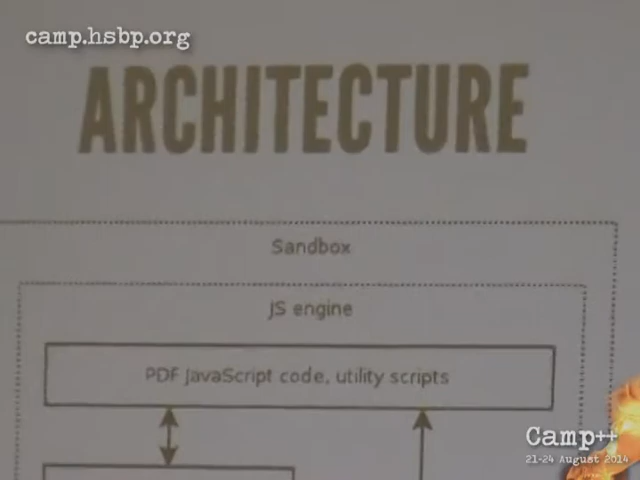 camp.hsbp.org
ARCHITECTURE
Sandbox
JS engine
PDF JavaScript code, utility scripts
Camp++
21-24 August 2014